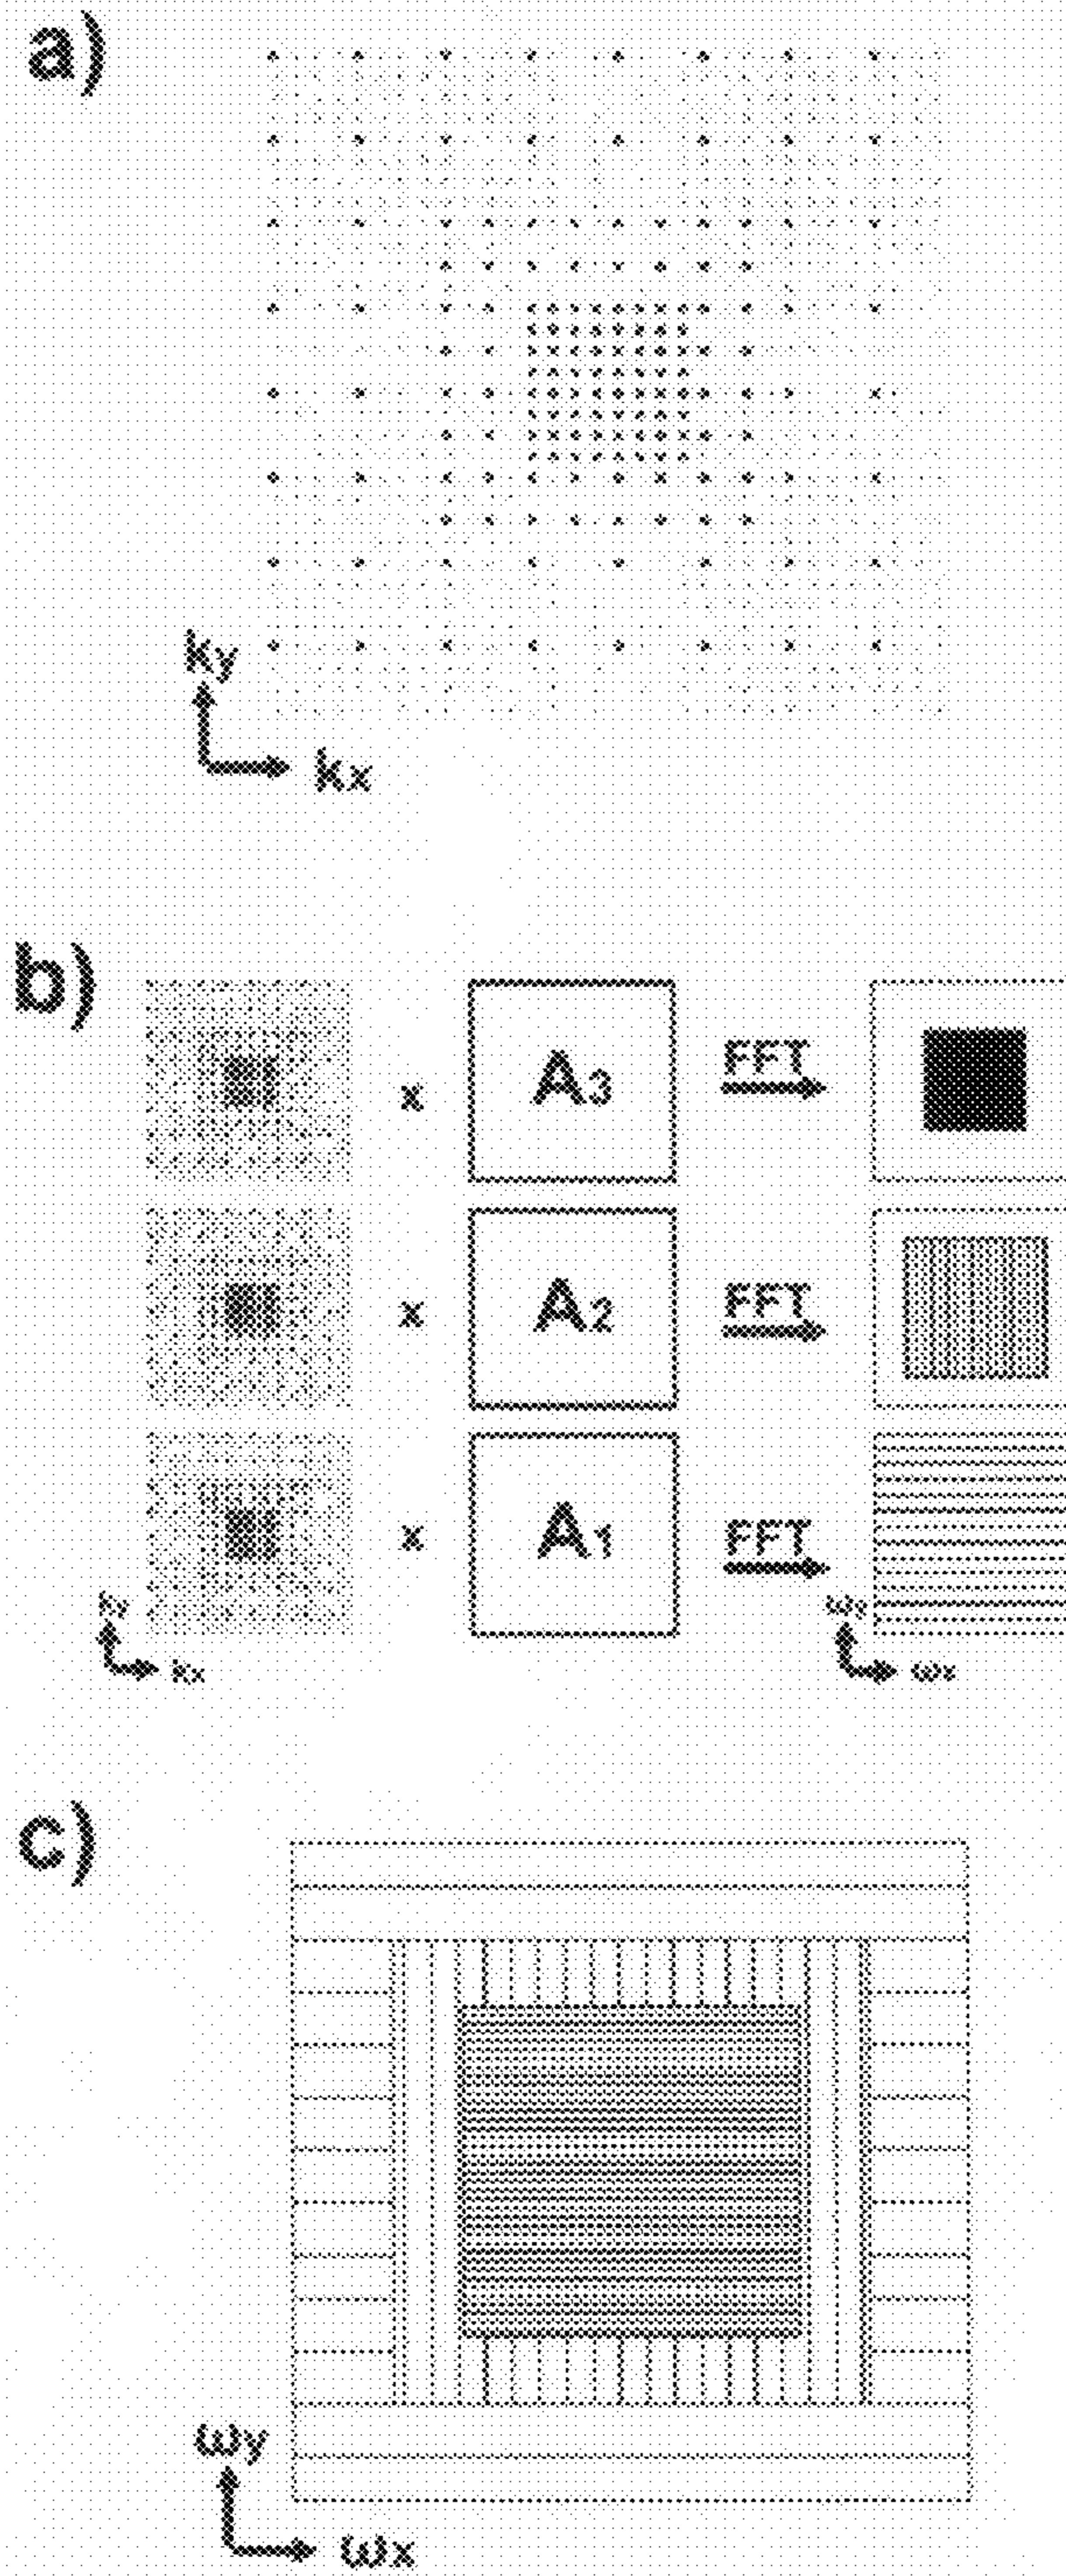 a)
ky
kx
b)
x A3 FFT
x A2 FFT
x A1 FFT
ky
kx
ωy
ωx
c)
ωy
ωx